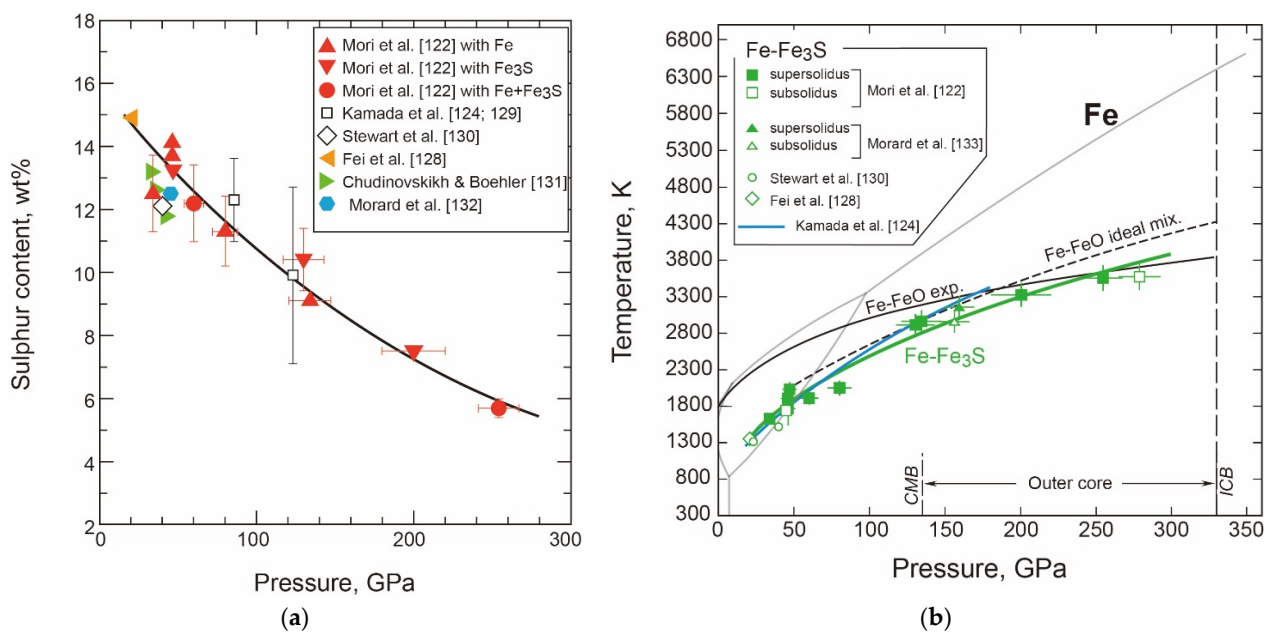 18
16
14
12
10
8
6
4
2
0
100
200
300
Sulphur content, wt%
Pressure, GPa
Mori et al. [122] with Fe
Mori et al. [122] with Fe3S
Mori et al. [122] with Fe+Fe3S
Kamada et al. [124; 129]
Stewart et al. [130]
Fei et al. [128]
Chudinovskikh & Boehler [131]
Morard et al. [132]
(a)
6800
6300
5800
5300
4800
4300
3800
3300
2800
2300
1800
1300
800
300
0
50
100
150
200
250
300
350
Temperature, K
Pressure, GPa
Fe-Fe3S
supersolidus
subsolidus
Mori et al. [122]
supersolidus
subsolidus
Morard et al. [133]
Stewart et al. [130]
Fei et al. [128]
Kamada et al. [124]
Fe
Fe-FeO ideal mix.
Fe-FeO exp.
Fe-Fe3S
CMB
Outer core
ICB
(b)